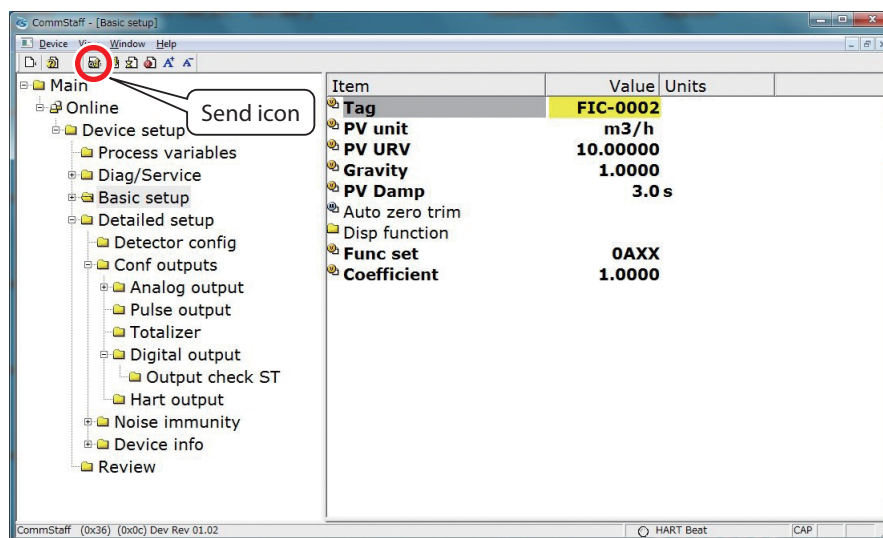 CommStaff - [Basic setup]
Device View Window Help
Send icon
Main
Online
Device setup
Process variables
Diag/Service
Basic setup
Detailed setup
Detector config
Conf outputs
Analog output
Pulse output
Totalizer
Digital output
Output check ST
Hart output
Noise immunity
Device info
Review
Item Value Units
Tag FIC-0002
PV unit m3/h
PV URV 10.00000
Gravity 1.0000
PV Damp 3.0 s
Auto zero trim
Disp function
Func set 0AXX
Coefficient 1.0000
CommStaff (0x36) (0x0c) Dev Rev 01.02 HART Beat CAP